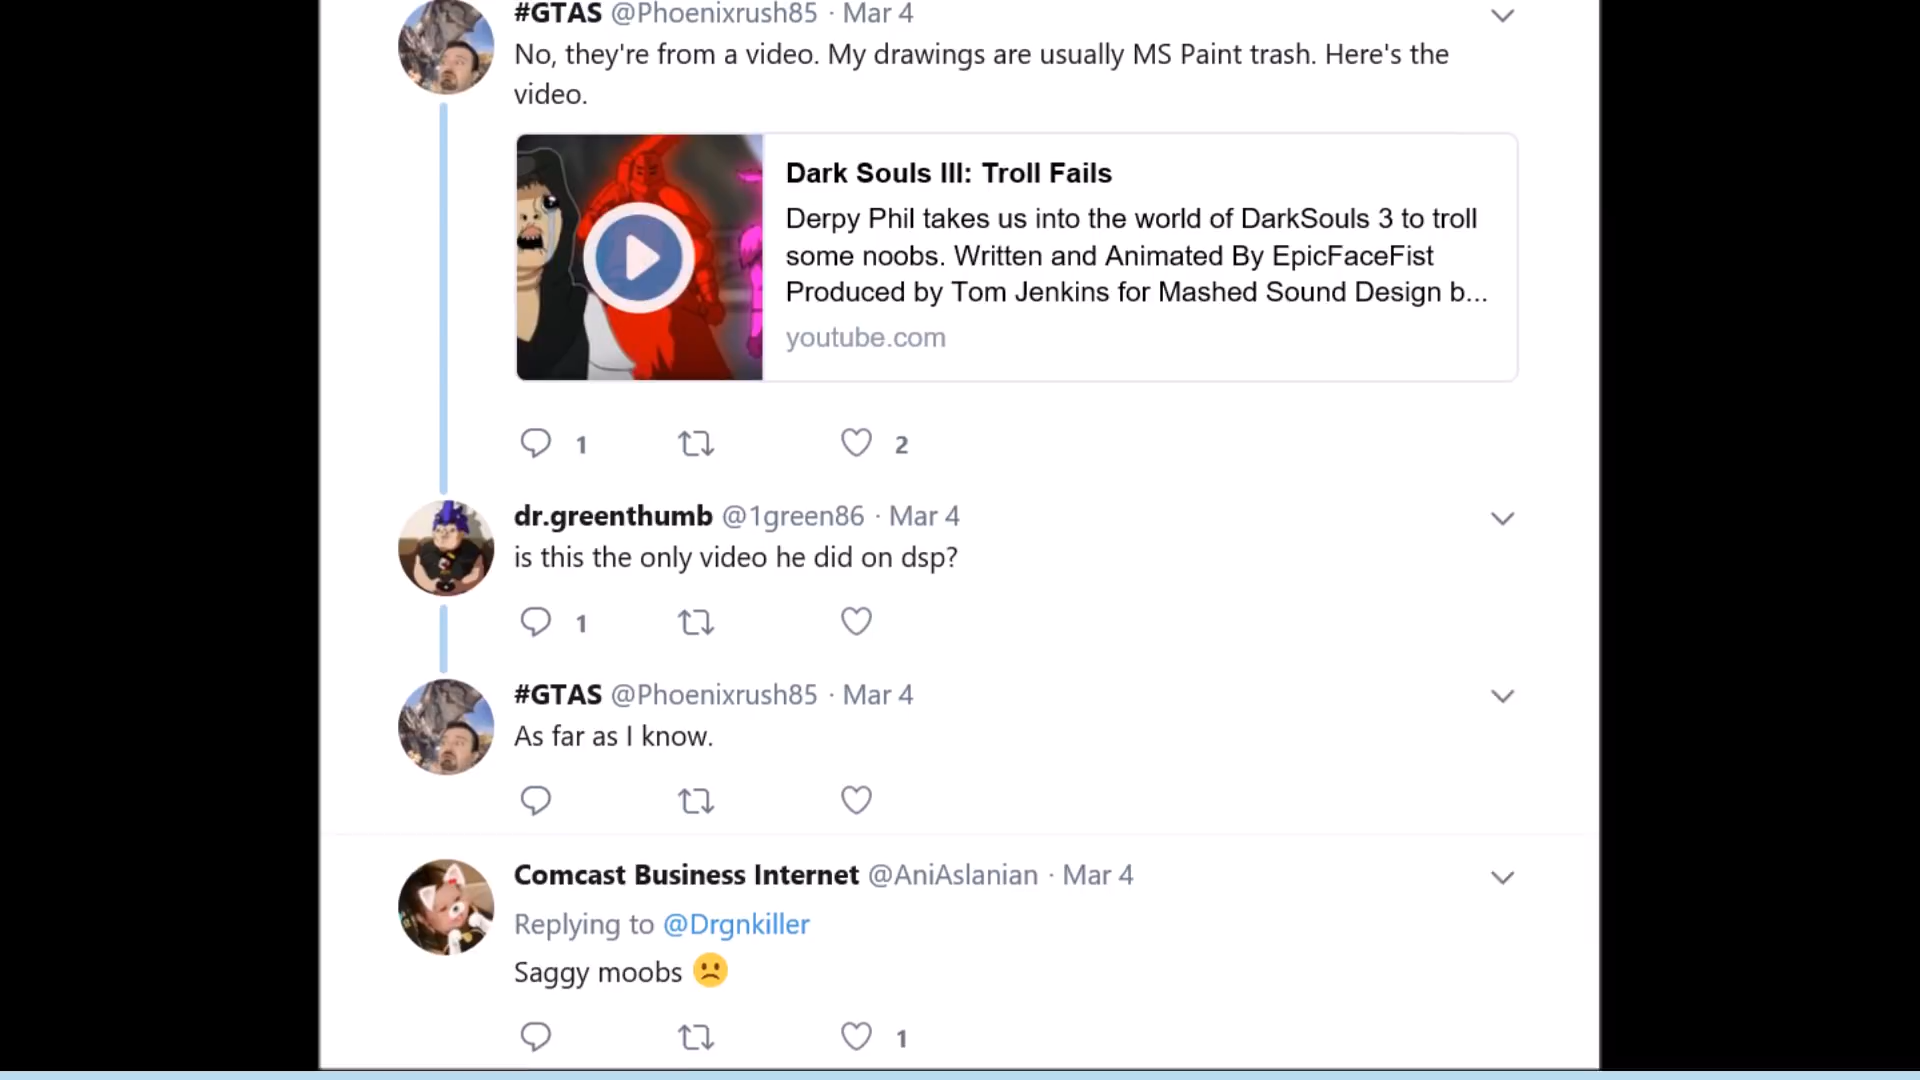 #GTAS @Phoenixrush85 · Mar 4
No, they're from a video. My drawings are usually MS Paint trash. Here's the
video.
Dark Souls III: Troll Fails
Derpy Phil takes us into the world of DarkSouls 3 to troll
some noobs. Written and Animated By EpicFaceFist
Produced by Tom Jenkins for Mashed Sound Design b...
youtube.com
1 2
dr.greenthumb @1green86 · Mar 4
is this the only video he did on dsp?
1
#GTAS @Phoenixrush85 · Mar 4
As far as I know.
Comcast Business Internet @AniAslanian · Mar 4
Replying to @Drgnkiller
Saggy moobs ☹️
1